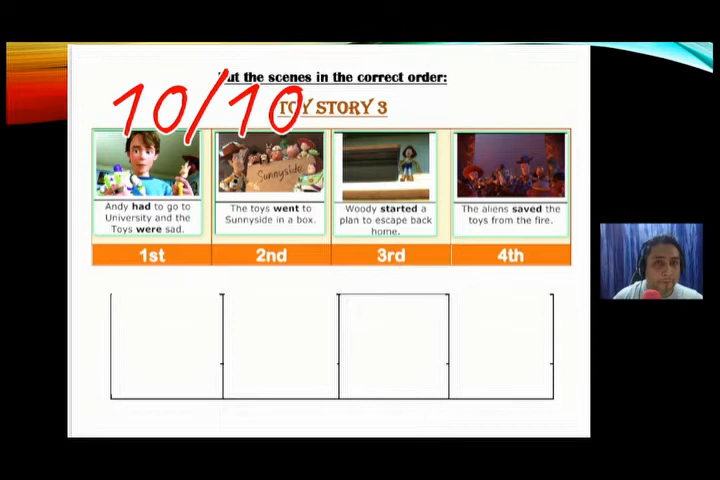 Put the scenes in the correct order:
10/10
TOY STORY 3
Sunnyside
Andy had to go to
University and the
Toys were sad.
The toys went to
Sunnyside in a box.
Woody started a
plan to escape back
home.
The aliens saved the
toys from the fire.
1st
2nd
3rd
4th